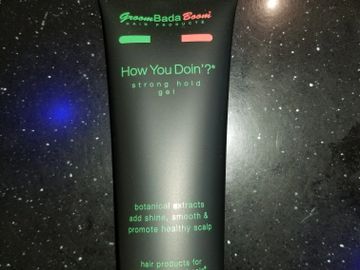 GroomBadaBoom®
HAIR PRODUCTS
How You Doin'?®
strong hold
gel
botanical extracts
add shine, smooth &
promote healthy scalp
hair products for